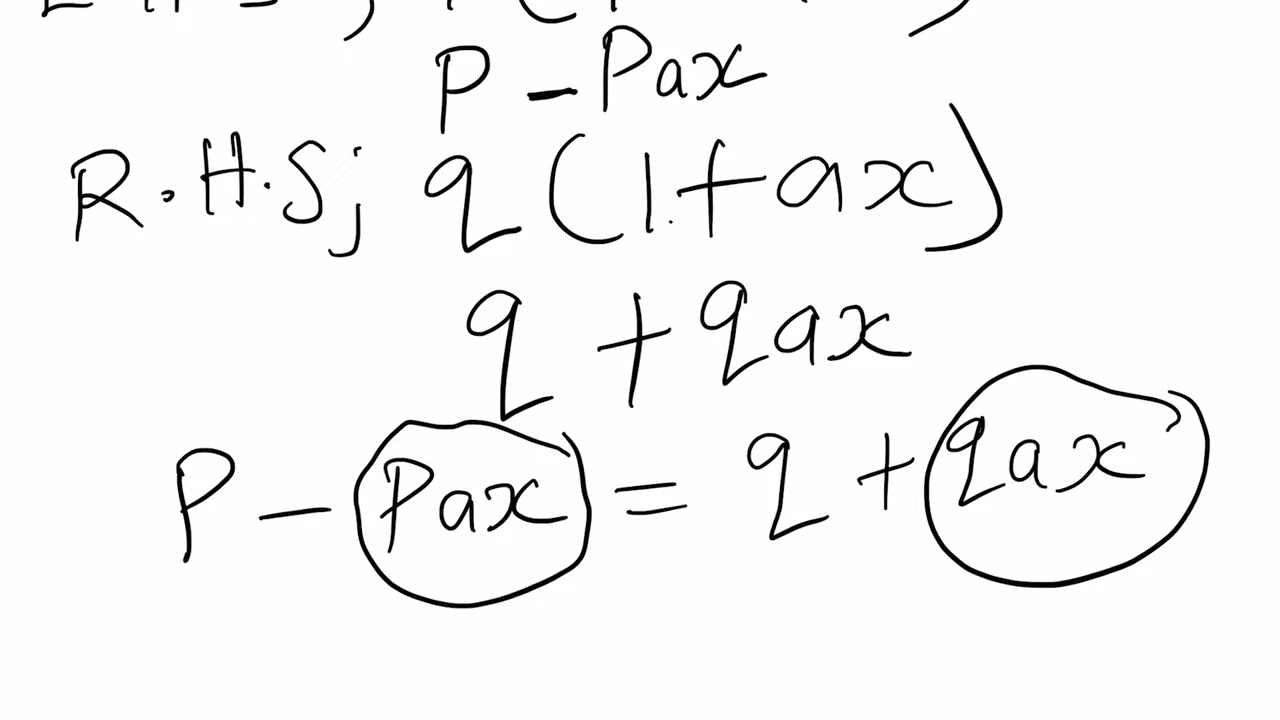 P - Pax
R.H.S; q(1+ax)
q + qax
P - Pax = q + qax